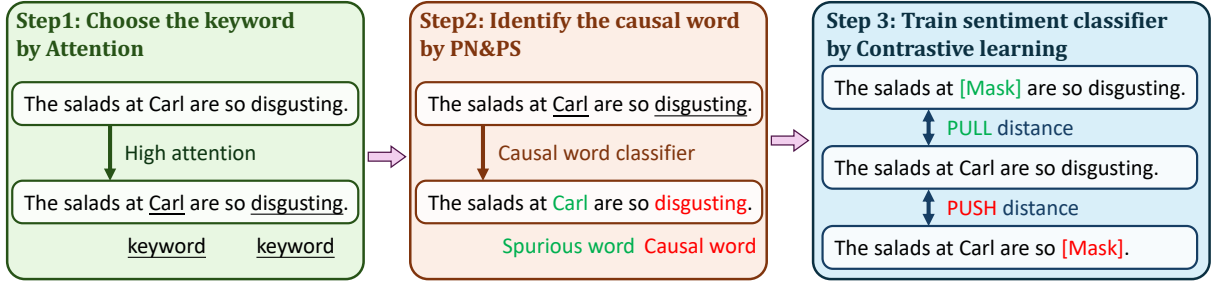 Step1: Choose the keyword
by Attention
The salads at Carl are so disgusting.
High attention
The salads at Carl are so disgusting.
keyword keyword
Step2: Identify the causal word
by PN&PS
The salads at Carl are so disgusting.
Causal word classifier
The salads at Carl are so disgusting.
Spurious word Causal word
Step 3: Train sentiment classifier
by Contrastive learning
The salads at [Mask] are so disgusting.
PULL distance
The salads at Carl are so disgusting.
PUSH distance
The salads at Carl are so [Mask].